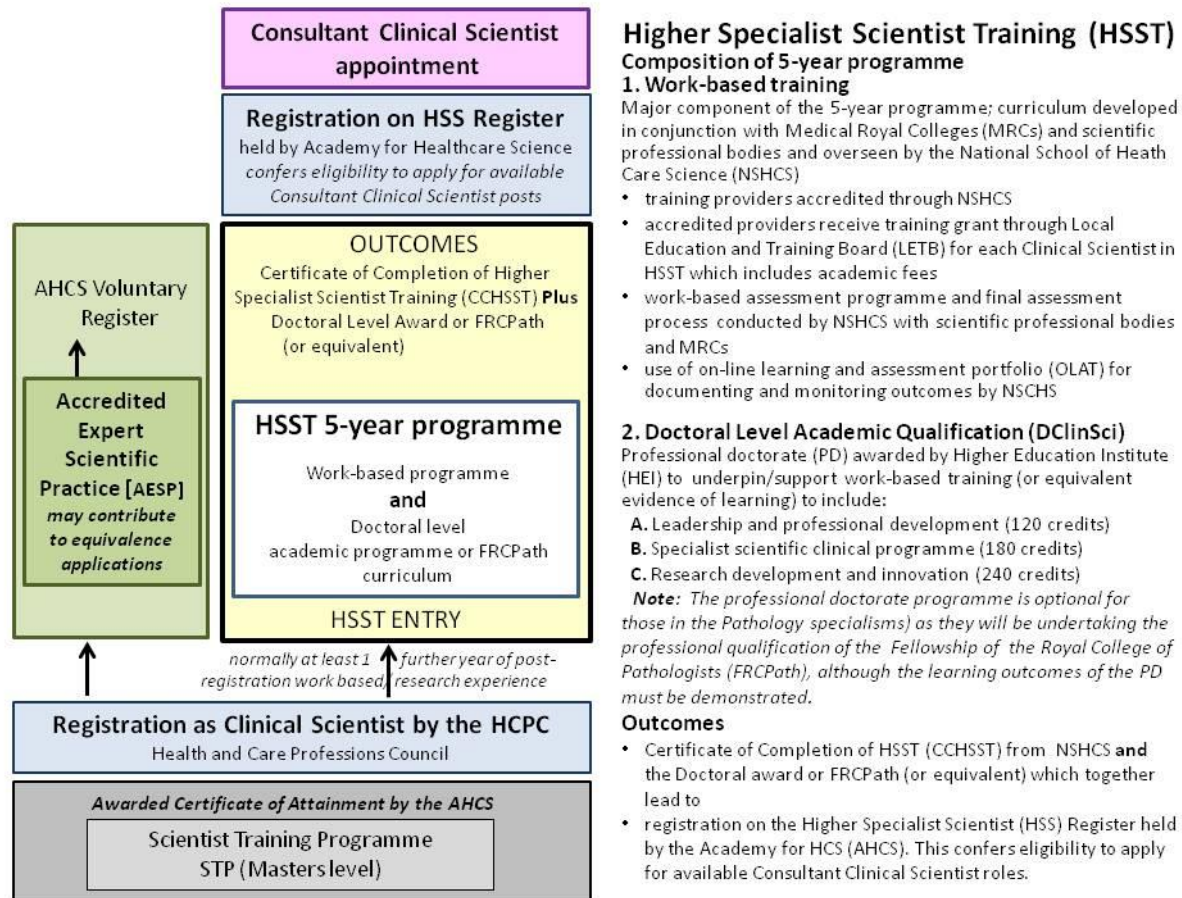 Consultant Clinical Scientist
appointment
Registration on HSS Register
held by Academy for Healthcare Science
confers eligibility to apply for available
Consultant Clinical Scientist posts
AHCS Voluntary
Register
Accredited
Expert
Scientific
Practice [AESP]
may contribute
to equivalence
applications
OUTCOMES
Certificate of Completion of Higher
Specialist Scientist Training (CCHSST) Plus
Doctoral Level Award or FRCPath
(or equivalent)
HSST 5-year programme
Work-based programme
and
Doctoral level
academic programme or FRCPath
curriculum
HSST ENTRY
normally at least 1 further year of post-
registration work based/research experience
Registration as Clinical Scientist by the HCPC
Health and Care Professions Council
Awarded Certificate of Attainment by the AHCS
Scientist Training Programme
STP (Masters level)
Higher Specialist Scientist Training (HSST)
Composition of 5-year programme
1. Work-based training
Major component of the 5-year programme; curriculum developed
in conjunction with Medical Royal Colleges (MRCs) and scientific
professional bodies and overseen by the National School of Heath
Care Science (NSHCS)
• training providers accredited through NSHCS
• accredited providers receive training grant through Local
Education and Training Board (LETB) for each Clinical Scientist in
HSST which includes academic fees
• work-based assessment programme and final assessment
process conducted by NSHCS with scientific professional bodies
and MRCs
• use of on-line learning and assessment portfolio (OLAT) for
documenting and monitoring outcomes by NSCHS
2. Doctoral Level Academic Qualification (DClinSci)
Professional doctorate (PD) awarded by Higher Education Institute
(HEI) to underpin/support work-based training (or equivalent
evidence of learning) to include:
A. Leadership and professional development (120 credits)
B. Specialist scientific clinical programme (180 credits)
C. Research development and innovation (240 credits)
Note: The professional doctorate programme is optional for
those in the Pathology specialisms) as they will be undertaking the
professional qualification of the Fellowship of the Royal College of
Pathologists (FRCPath), although the learning outcomes of the PD
must be demonstrated.
Outcomes
• Certificate of Completion of HSST (CCHSST) from NSHCS and
the Doctoral award or FRCPath (or equivalent) which together
lead to
• registration on the Higher Specialist Scientist (HSS) Register held
by the Academy for HCS (AHCS). This confers eligibility to apply
for available Consultant Clinical Scientist roles.